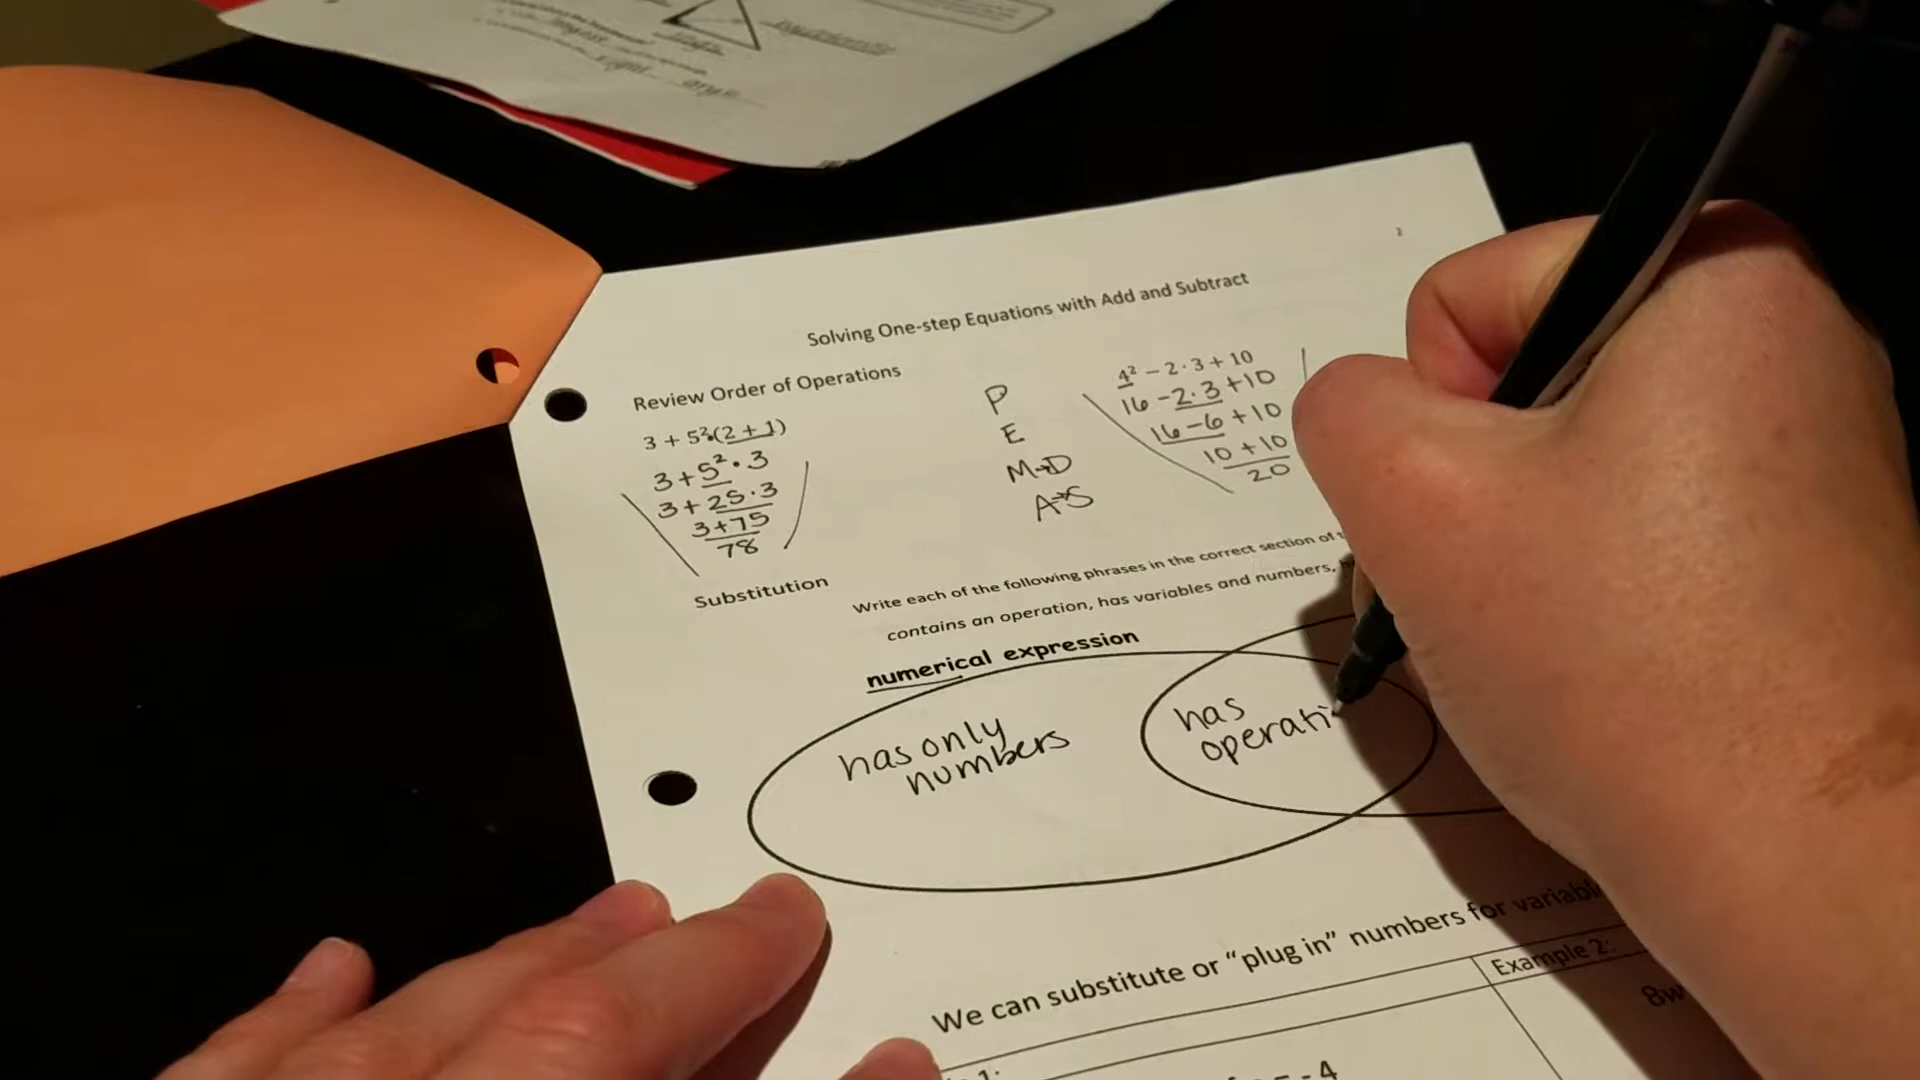 2
Solving One-step Equations with Add and Subtract
Review Order of Operations
3 + 5²•(2 + 1)
3 + 5² • 3
3 + 25 • 3
3 + 75
78
P
E
M→D
A→S
4² − 2 · 3 + 10
16 − 2 · 3 + 10
16 − 6 + 10
10 + 10
20
Substitution
Write each of the following phrases in the correct section of
contains an operation, has variables and numbers,
numerical expression
has only
numbers
has
operati
We can substitute or “plug in” numbers for variabl
Example 2:
8w
1:
- 4